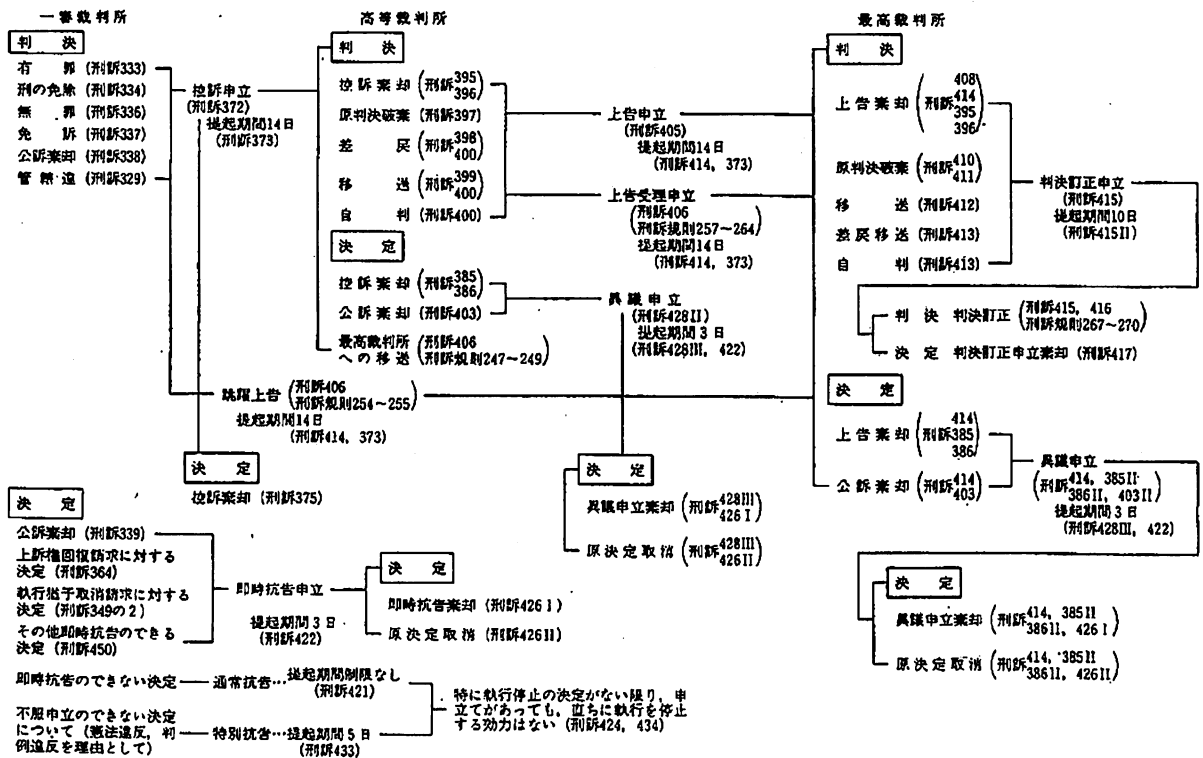 一審裁判所
判 決
有 罪 (刑訴333)
刑の免除 (刑訴334)
無 罪 (刑訴336)
免 訴 (刑訴337)
公訴棄却 (刑訴338)
管轄違 (刑訴329)
控訴申立
(刑訴372)
提起期間14日
(刑訴373)
跳躍上告 (刑訴406
刑訴規則254~255)
提起期間14日
(刑訴414, 373)
決 定
控訴棄却 (刑訴375)
高等裁判所
判 決
控訴棄却 (刑訴395
396)
原判決破棄 (刑訴397)
差 戻 (刑訴398
400)
移 送 (刑訴399
400)
自 判 (刑訴400)
決 定
控訴棄却 (刑訴385
386)
公訴棄却 (刑訴403)
最高裁判所
への移送 (刑訴406
刑訴規則247~249)
上告申立
(刑訴405)
提起期間14日
(刑訴414, 373)
上告受理申立
(刑訴406
刑訴規則257~264)
提起期間14日
(刑訴414, 373)
異議申立
(刑訴428II)
提起期間3日
(刑訴428III, 422)
決 定
異議申立棄却 (刑訴428III
426 I)
原決定取消 (刑訴428III
426II)
最高裁判所
判 決
上告棄却 (刑訴408
414
395
396)
原判決破棄 (刑訴410
411)
移 送 (刑訴412)
差戻移送 (刑訴413)
自 判 (刑訴413)
判決訂正申立
(刑訴415)
提起期間10日
(刑訴415II)
判 決 判決訂正 (刑訴415, 416
刑訴規則267~270)
決 定 判決訂正申立棄却 (刑訴417)
決 定
上告棄却 (刑訴414
385
386)
公訴棄却 (刑訴414
403)
異議申立
(刑訴414, 385II
386II, 403II)
提起期間3日
(刑訴428III, 422)
決 定
異議申立棄却 (刑訴414, 385II
386II, 426 I)
原決定取消 (刑訴414, 385II
386II, 426II)
決 定
公訴棄却 (刑訴339)
上訴権回復請求に対する
決定 (刑訴364)
執行猶予取消請求に対する
決定 (刑訴349の2)
その他即時抗告のできる
決定 (刑訴450)
即時抗告申立
提起期間3日
(刑訴422)
決 定
即時抗告棄却 (刑訴426 I)
原決定取消 (刑訴426II)
即時抗告のできない決定
通常抗告…提起期間制限なし
(刑訴421)
不服申立のできない決定
について (憲法違反, 判
例違反を理由として)
特別抗告…提起期間5日
(刑訴433)
特に執行停止の決定がない限り, 申
立てがあっても, 直ちに執行を停止
する効力はない (刑訴424, 434)